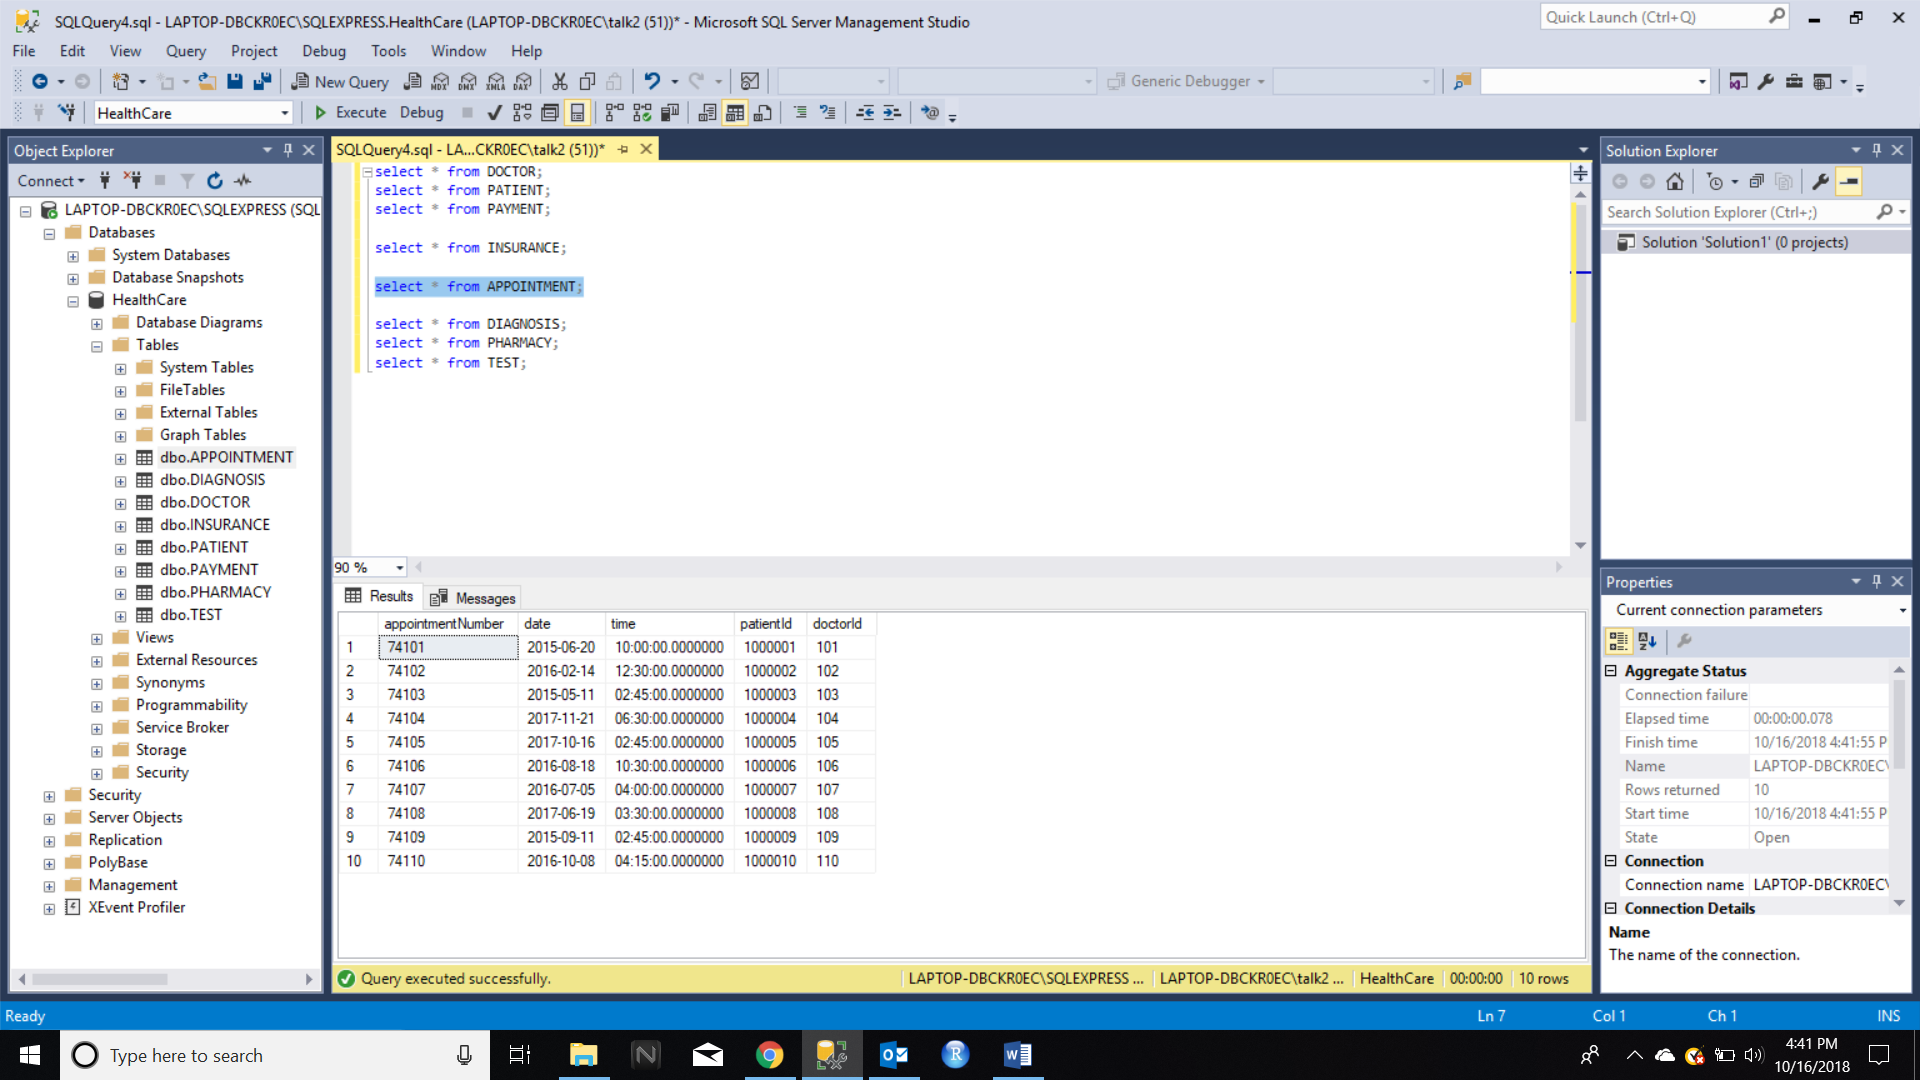 SQLQuery4.sql - LAPTOP-DBCKR0EC\SQLEXPRESS.HealthCare (LAPTOP-DBCKR0EC\talk2 (51))* - Microsoft SQL Server Management Studio
Quick Launch (Ctrl+Q)
File Edit View Query Project Debug Tools Window Help
New Query MDX DMX XMLA DAX Generic Debugger
HealthCare Execute Debug
Object Explorer
Connect
LAPTOP-DBCKR0EC\SQLEXPRESS (SQL
Databases
System Databases
Database Snapshots
HealthCare
Database Diagrams
Tables
System Tables
FileTables
External Tables
Graph Tables
dbo.APPOINTMENT
dbo.DIAGNOSIS
dbo.DOCTOR
dbo.INSURANCE
dbo.PATIENT
dbo.PAYMENT
dbo.PHARMACY
dbo.TEST
Views
External Resources
Synonyms
Programmability
Service Broker
Storage
Security
Security
Server Objects
Replication
PolyBase
Management
XEvent Profiler
SQLQuery4.sql - LA...CKR0EC\talk2 (51))*
select * from DOCTOR;
select * from PATIENT;
select * from PAYMENT;
select * from INSURANCE;
select * from APPOINTMENT;
select * from DIAGNOSIS;
select * from PHARMACY;
select * from TEST;
90 %
Results Messages
appointmentNumber date time patientId doctorId
1 74101 2015-06-20 10:00:00.0000000 1000001 101
2 74102 2016-02-14 12:30:00.0000000 1000002 102
3 74103 2015-05-11 02:45:00.0000000 1000003 103
4 74104 2017-11-21 06:30:00.0000000 1000004 104
5 74105 2017-10-16 02:45:00.0000000 1000005 105
6 74106 2016-08-18 10:30:00.0000000 1000006 106
7 74107 2016-07-05 04:00:00.0000000 1000007 107
8 74108 2017-06-19 03:30:00.0000000 1000008 108
9 74109 2015-09-11 02:45:00.0000000 1000009 109
10 74110 2016-10-08 04:15:00.0000000 1000010 110
Query executed successfully. LAPTOP-DBCKR0EC\SQLEXPRESS ... LAPTOP-DBCKR0EC\talk2 ... HealthCare 00:00:00 10 rows
Solution Explorer
Search Solution Explorer (Ctrl+;)
Solution 'Solution1' (0 projects)
Properties
Current connection parameters
Aggregate Status
Connection failure
Elapsed time 00:00:00.078
Finish time 10/16/2018 4:41:55 P
Name LAPTOP-DBCKR0EC\
Rows returned 10
Start time 10/16/2018 4:41:55 P
State Open
Connection
Connection name LAPTOP-DBCKR0EC\
Connection Details
Name
The name of the connection.
Ready Ln 7 Col 1 Ch 1 INS
Type here to search
4:41 PM
10/16/2018